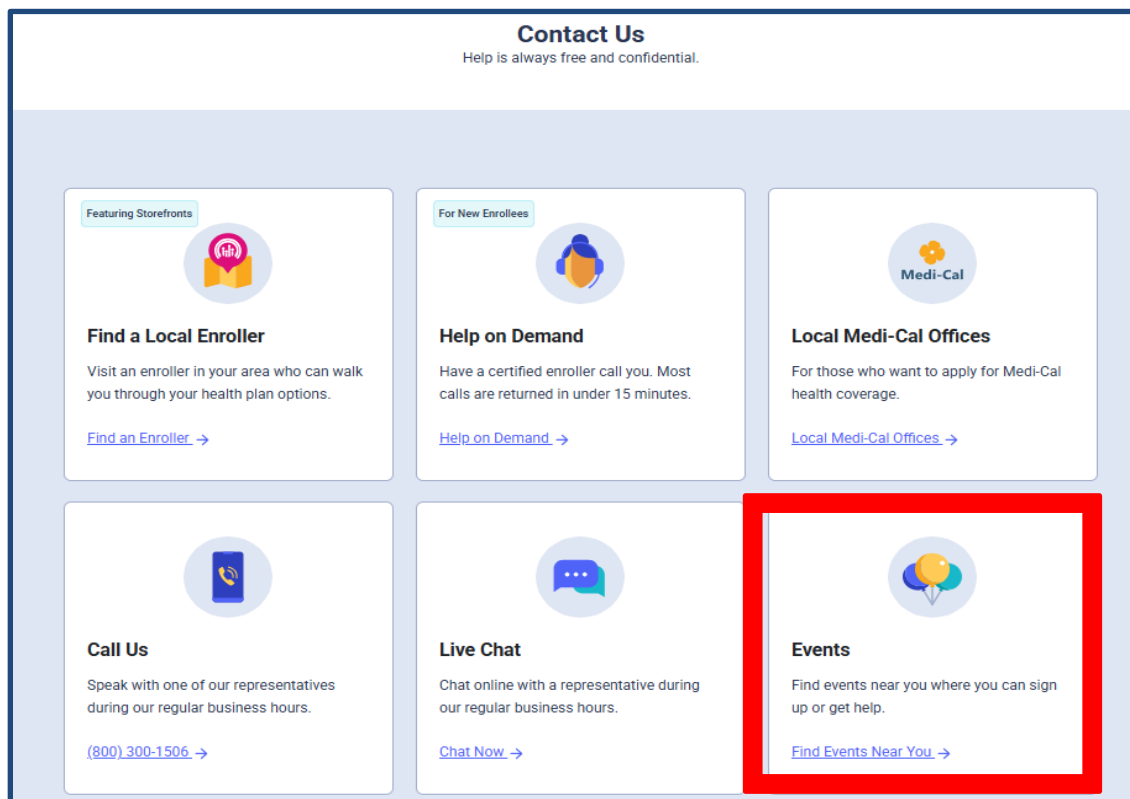 Contact Us
Help is always free and confidential.
Featuring Storefronts
Find a Local Enroller
Visit an enroller in your area who can walk
you through your health plan options.
Find an Enroller →
For New Enrollees
Help on Demand
Have a certified enroller call you. Most
calls are returned in under 15 minutes.
Help on Demand →
Medi-Cal
Local Medi-Cal Offices
For those who want to apply for Medi-Cal
health coverage.
Local Medi-Cal Offices →
Call Us
Speak with one of our representatives
during our regular business hours.
(800) 300-1506 →
Live Chat
Chat online with a representative during
our regular business hours.
Chat Now →
Events
Find events near you where you can sign
up or get help.
Find Events Near You →